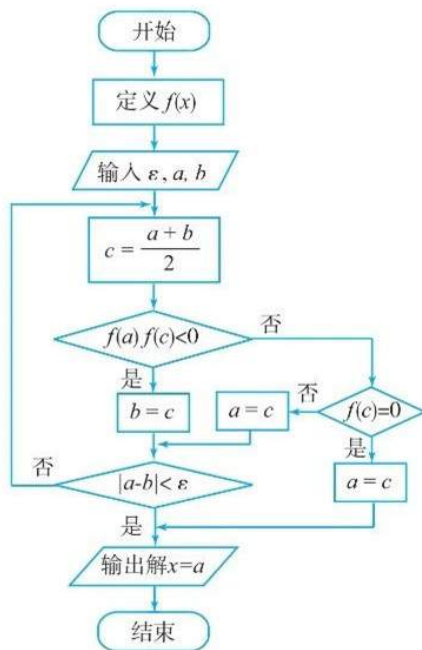 开始
定义 f(x)
输入 ε, a, b
c = a + b / 2
f(a) f(c)<0
否
是
b = c
否
a = c
f(c)=0
是
a = c
否
|a-b|< ε
是
输出解x=a
结束